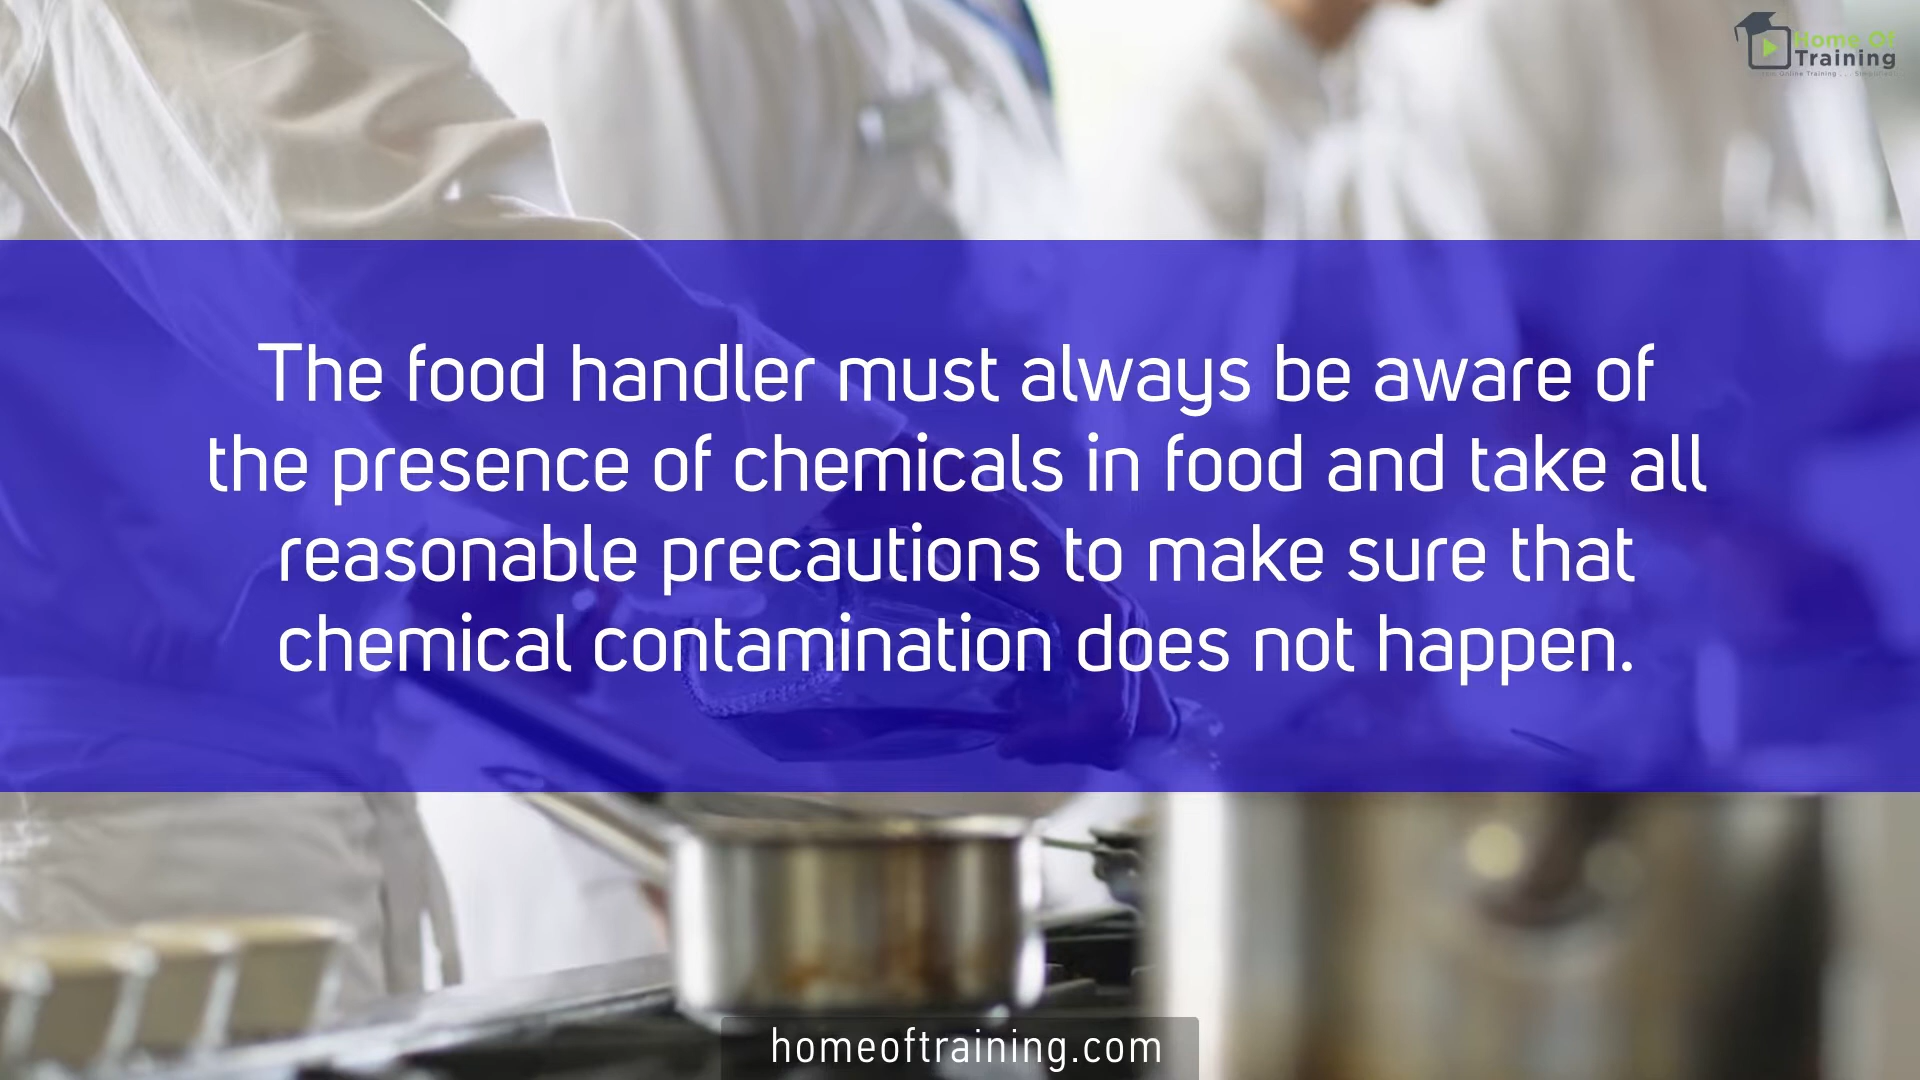 Home Of
Training
The food handler must always be aware of
the presence of chemicals in food and take all
reasonable precautions to make sure that
chemical contamination does not happen.
homeoftraining.com